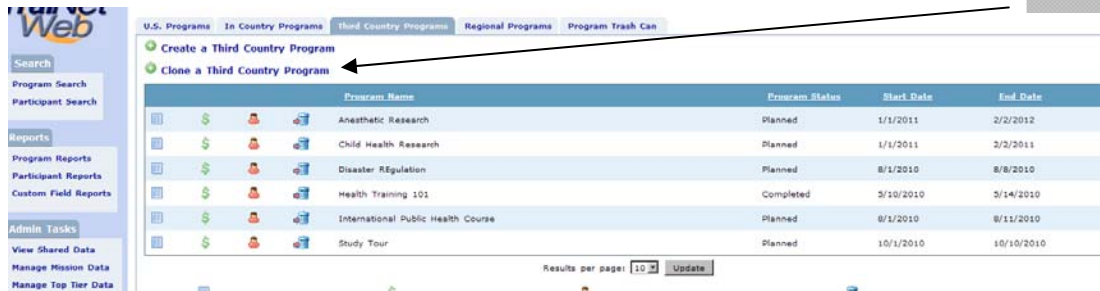 Web
U.S. Programs In Country Programs Third Country Programs Regional Programs Program Trash Can
Create a Third Country Program
Clone a Third Country Program
Search
Program Search
Participant Search
Reports
Program Reports
Participant Reports
Custom Field Reports
Admin Tasks
View Shared Data
Manage Mission Data
Manage Top Tier Data
Program Name Program Status Start Date End Date
Anesthetic Research Planned 1/1/2011 2/2/2012
Child Health Research Planned 1/1/2011 2/2/2011
Disaster REgulation Planned 8/1/2010 8/8/2010
Health Training 101 Completed 5/10/2010 5/14/2010
International Public Health Course Planned 8/1/2010 8/11/2010
Study Tour Planned 10/1/2010 10/10/2010
Results per page: 10 Update